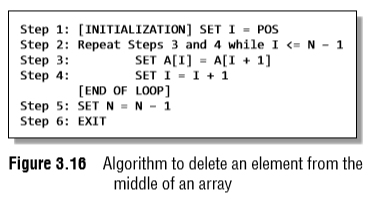 Step 1: [INITIALIZATION] SET I = POS
Step 2: Repeat Steps 3 and 4 while I <= N - 1
Step 3: SET A[I] = A[I + 1]
Step 4: SET I = I + 1
[END OF LOOP]
Step 5: SET N = N - 1
Step 6: EXIT
Figure 3.16 Algorithm to delete an element from the
middle of an array